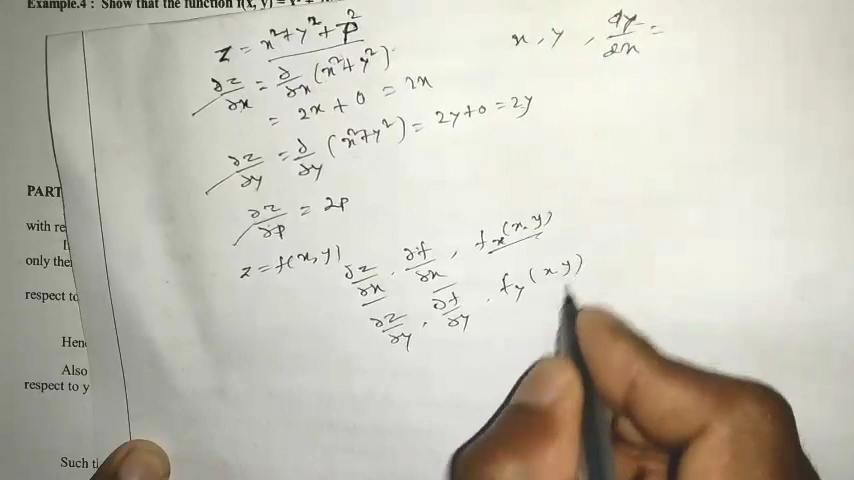 Example.4 : Show that the function f(x, y) =
z = x² + y² + p²
x, y, dy/dx =
∂z/∂x = ∂/∂x (x² + y²)
= 2x + 0 = 2x
∂z/∂y = ∂/∂y (x² + y²) = 2y + 0 = 2y
∂z/∂p = 2p
z = f(x, y) ∂z/∂x, ∂f/∂x, fx(x, y)
∂z/∂y, ∂f/∂y, fy(x y)
PART
with re
only the
respect to
Hen
Also
respect to y
Such t